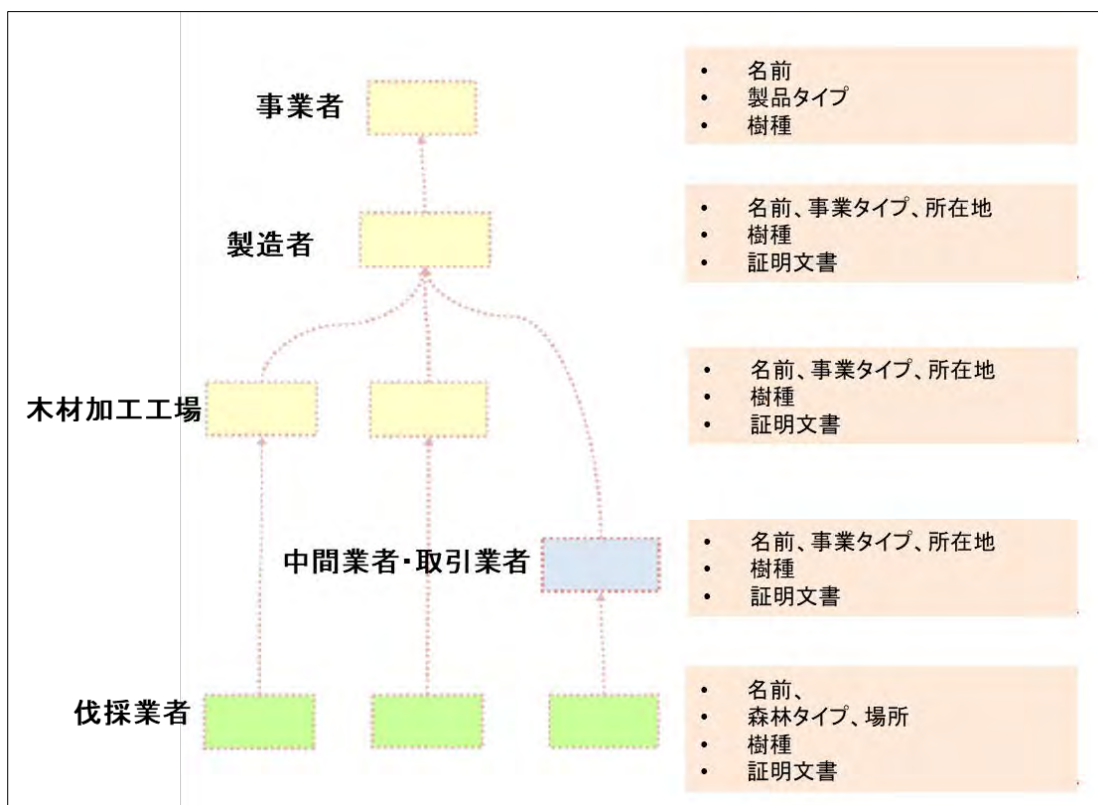 事業者
• 名前
• 製品タイプ
• 樹種
製造者
• 名前、事業タイプ、所在地
• 樹種
• 証明文書
木材加工工場
• 名前、事業タイプ、所在地
• 樹種
• 証明文書
中間業者・取引業者
• 名前、事業タイプ、所在地
• 樹種
• 証明文書
伐採業者
• 名前、
• 森林タイプ、場所
• 樹種
• 証明文書